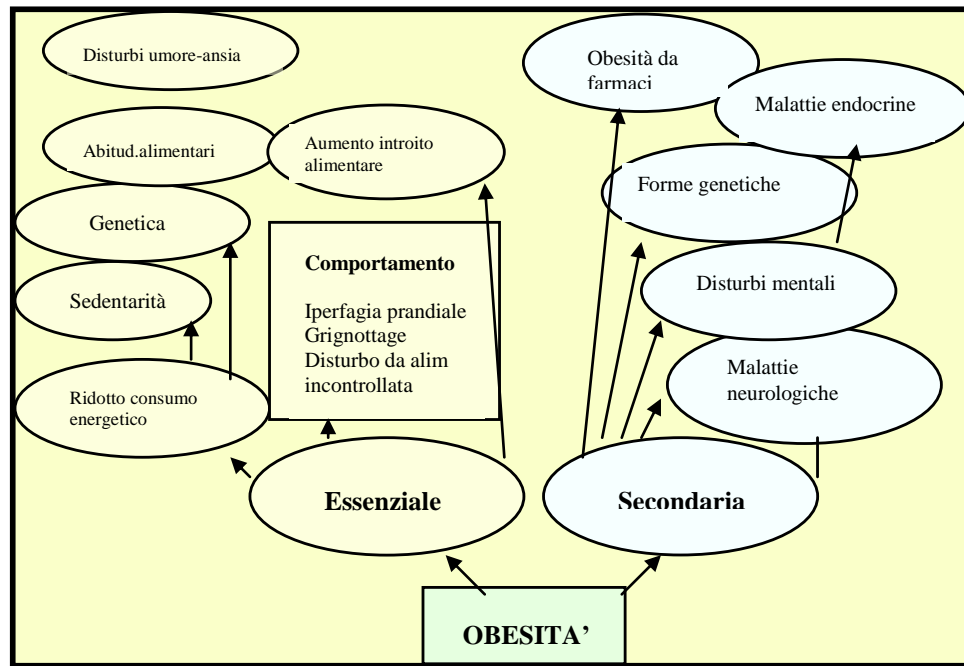 Disturbi umore-ansia
Obesità da
farmaci
Malattie endocrine
Abitud.alimentari
Aumento introito
alimentare
Forme genetiche
Genetica
Comportamento
Iperfagia prandiale
Grignottage
Disturbo da alim
incontrollata
Sedentarità
Disturbi mentali
Ridotto consumo
energetico
Malattie
neurologiche
Essenziale
Secondaria
OBESITA’